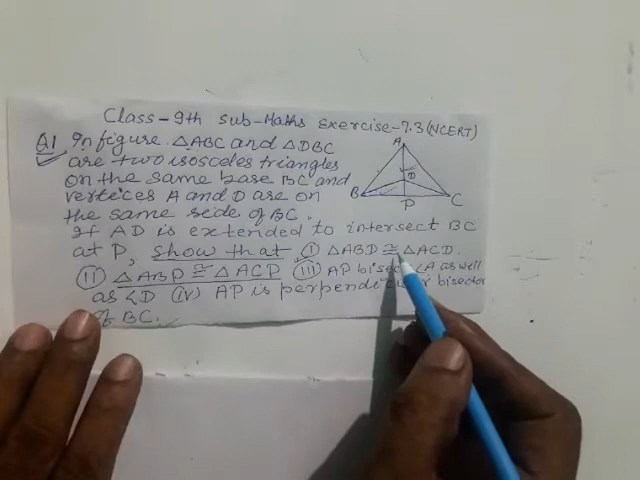 Class-9th sub-Maths Exercise-7.3 (NCERT)
Q1 In figure △ABC and △DBC
are two isosceles triangles
on the same base BC and
vertices A and D are on
the same side of BC.
If AD is extended to intersect BC
at P, show that (I) △ABD ≅ △ACD.
(II) △ABP ≅ △ACP (III) AP bisec ∠A as well
as ∠D (IV) AP is perpendicular bisector
of BC.
A
D
B
P
C